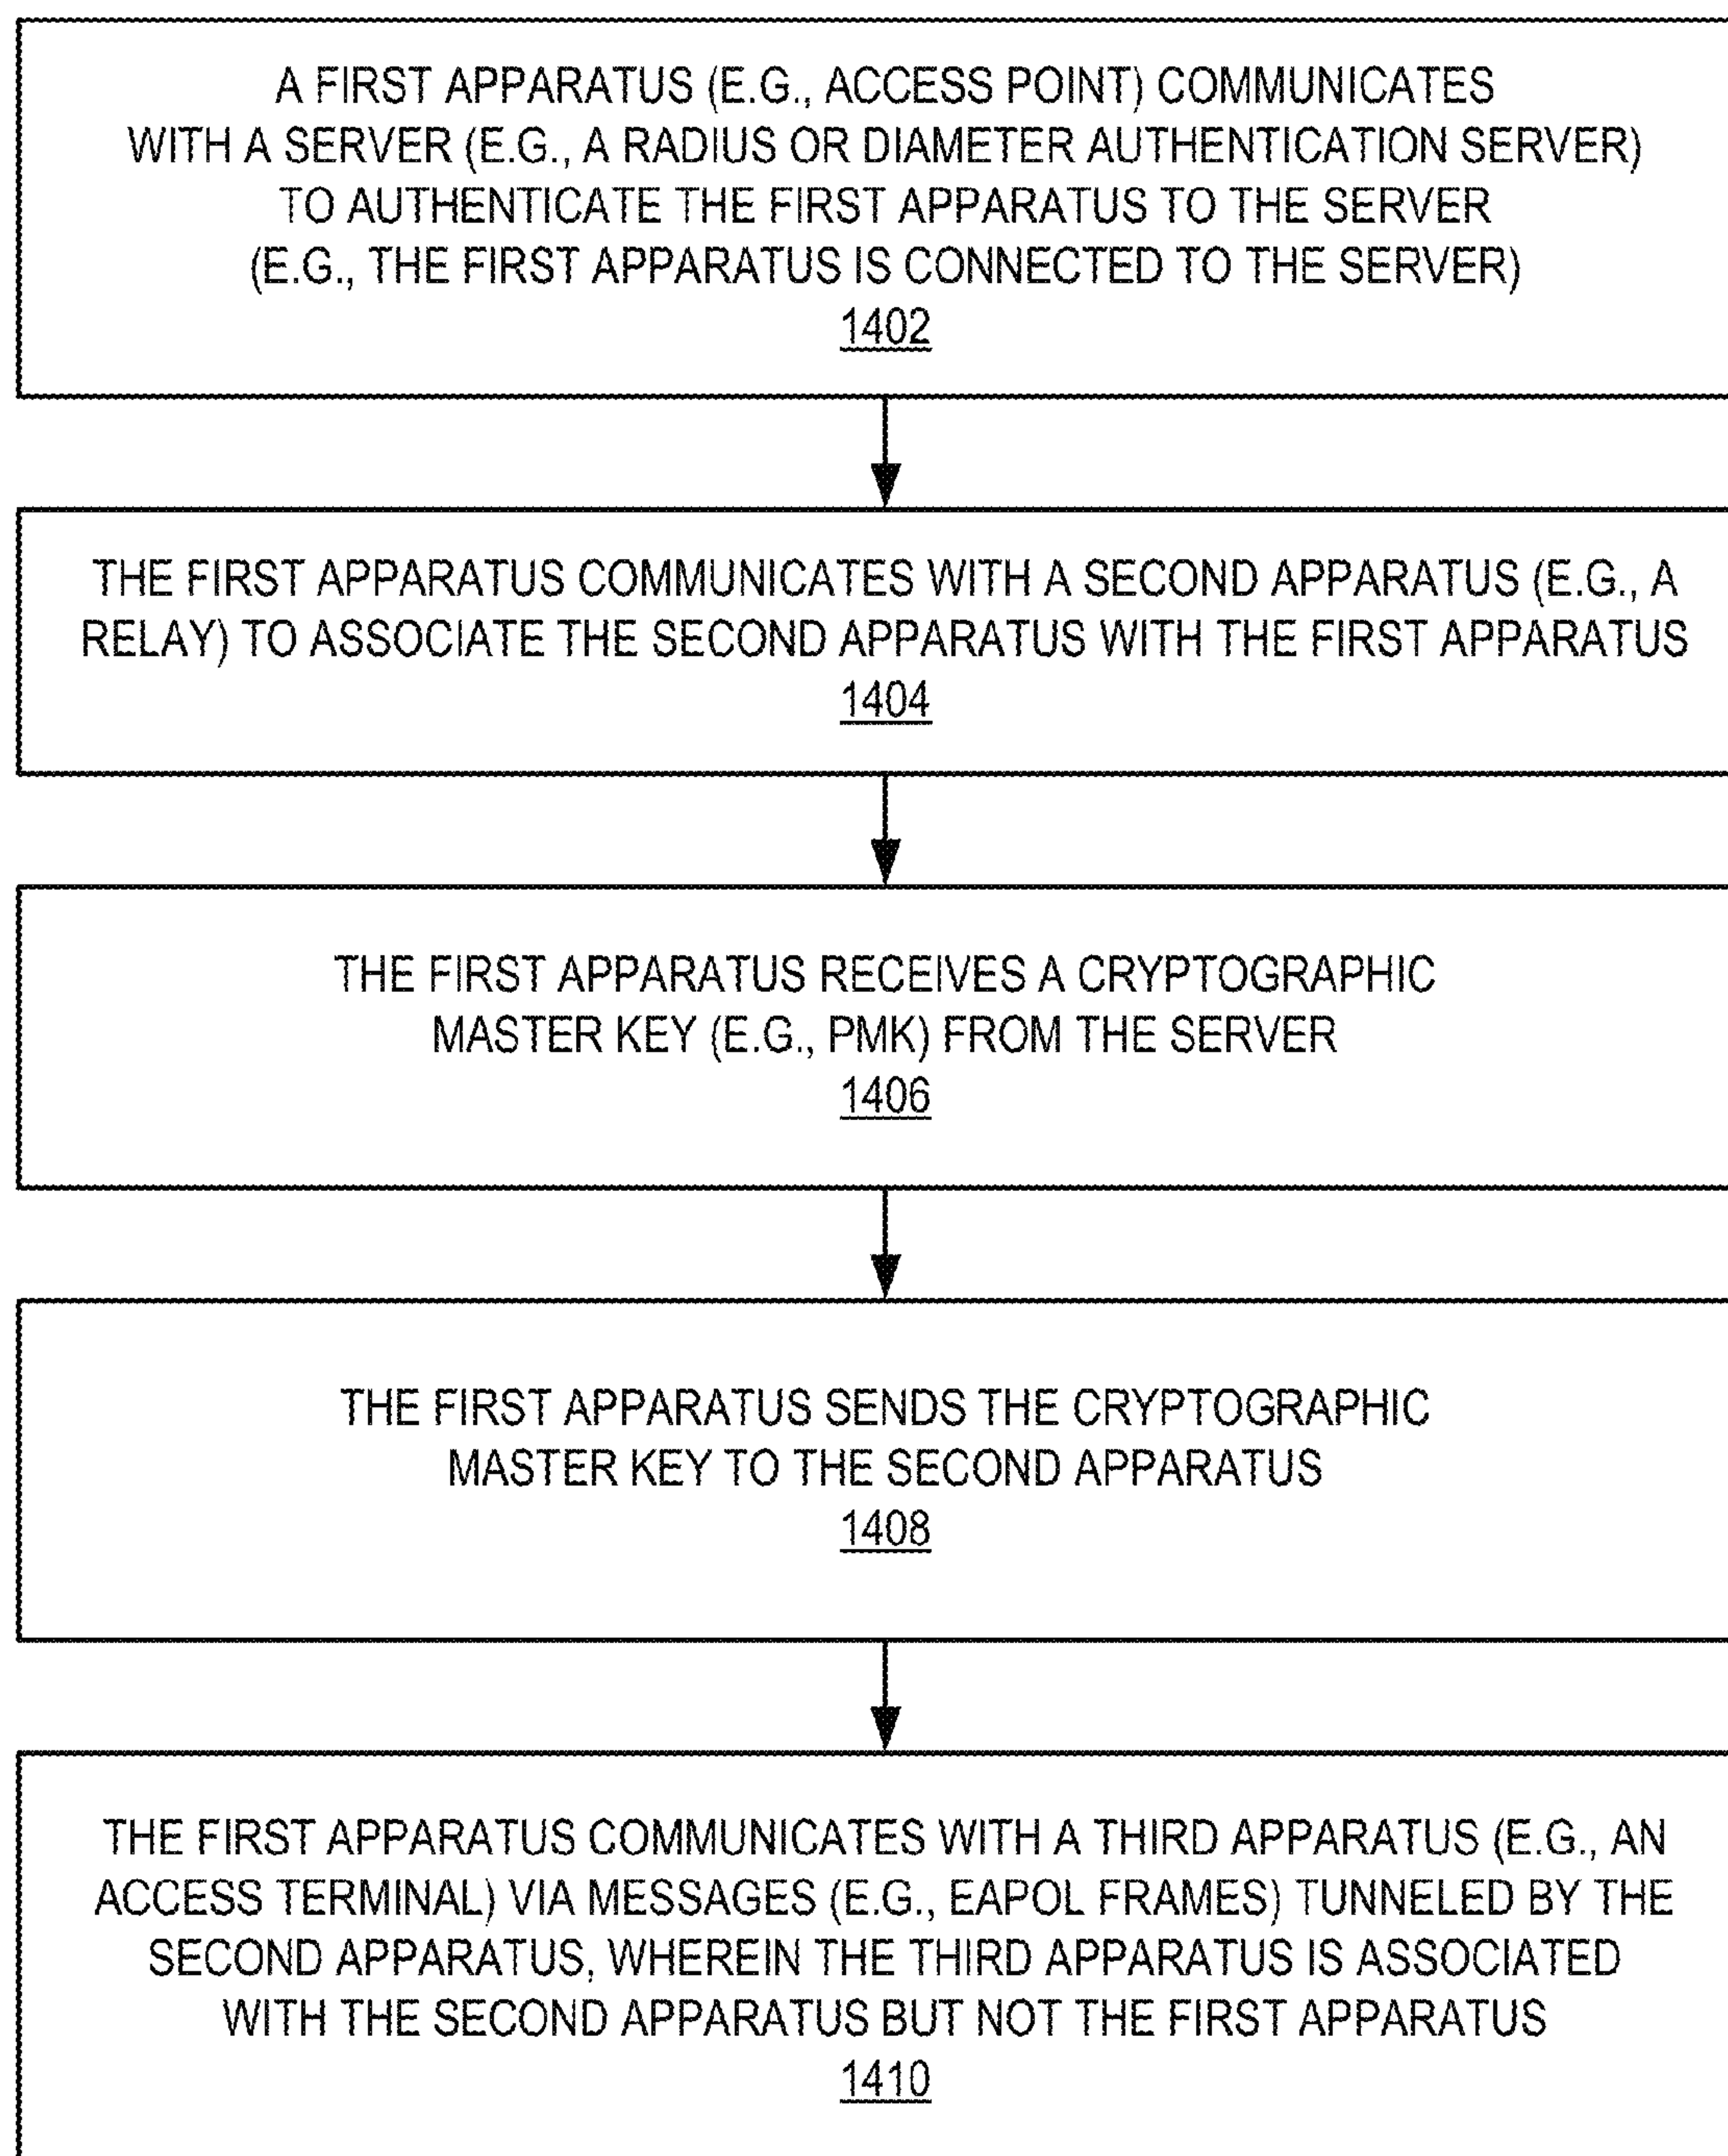 A FIRST APPARATUS (E.G., ACCESS POINT) COMMUNICATES
WITH A SERVER (E.G., A RADIUS OR DIAMETER AUTHENTICATION SERVER)
TO AUTHENTICATE THE FIRST APPARATUS TO THE SERVER
(E.G., THE FIRST APPARATUS IS CONNECTED TO THE SERVER)
1402
THE FIRST APPARATUS COMMUNICATES WITH A SECOND APPARATUS (E.G., A
RELAY) TO ASSOCIATE THE SECOND APPARATUS WITH THE FIRST APPARATUS
1404
THE FIRST APPARATUS RECEIVES A CRYPTOGRAPHIC
MASTER KEY (E.G., PMK) FROM THE SERVER
1406
THE FIRST APPARATUS SENDS THE CRYPTOGRAPHIC
MASTER KEY TO THE SECOND APPARATUS
1408
THE FIRST APPARATUS COMMUNICATES WITH A THIRD APPARATUS (E.G., AN
ACCESS TERMINAL) VIA MESSAGES (E.G., EAPOL FRAMES) TUNNELED BY THE
SECOND APPARATUS, WHEREIN THE THIRD APPARATUS IS ASSOCIATED
WITH THE SECOND APPARATUS BUT NOT THE FIRST APPARATUS
1410